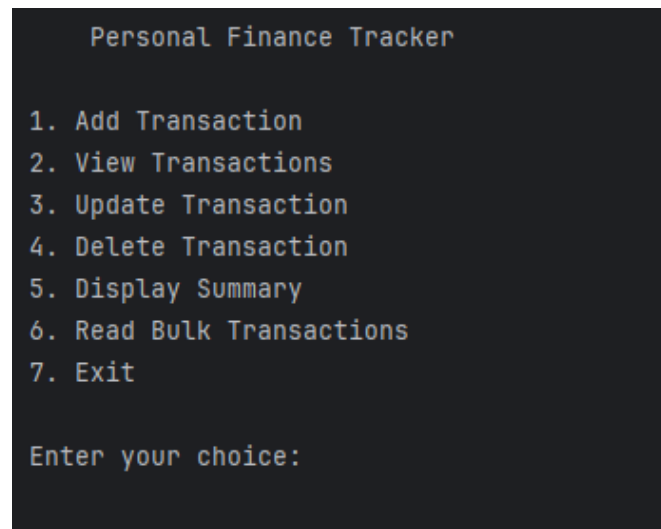 Personal Finance Tracker
1. Add Transaction
2. View Transactions
3. Update Transaction
4. Delete Transaction
5. Display Summary
6. Read Bulk Transactions
7. Exit
Enter your choice: